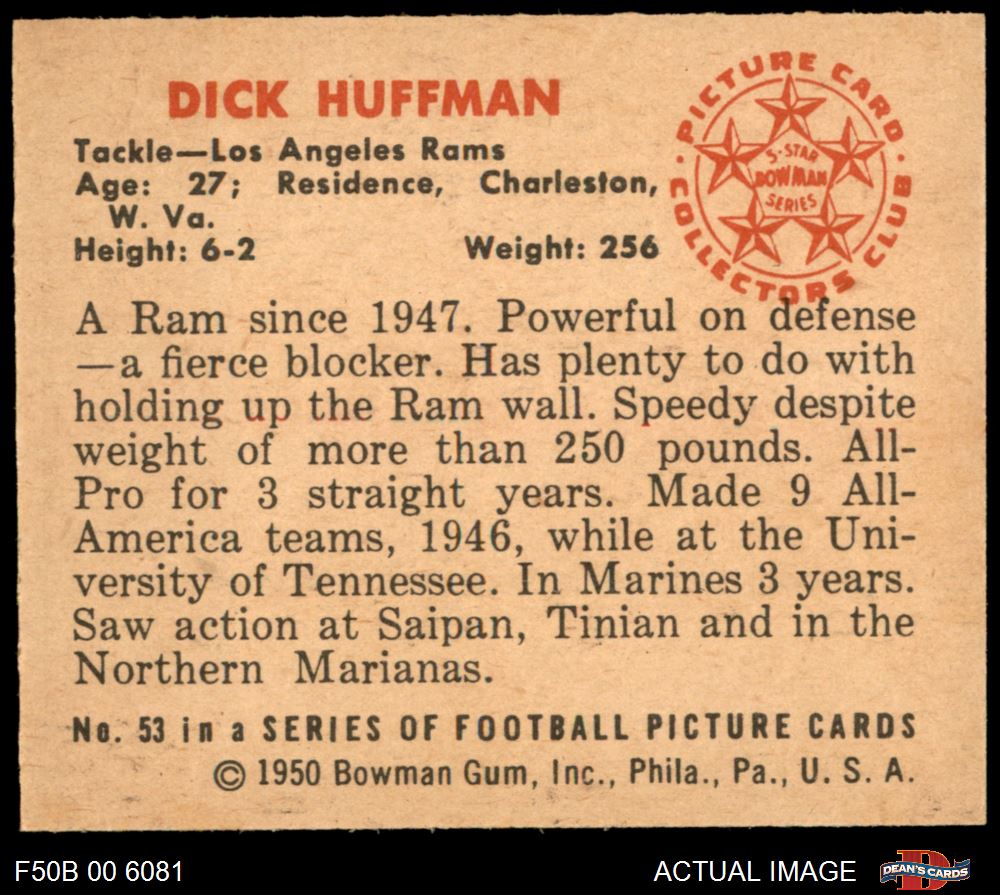 DICK HUFFMAN
Tackle—Los Angeles Rams
Age: 27; Residence, Charleston,
W. Va.
Height: 6-2 Weight: 256
PICTURE CARD
COLLECTORS CLUB
5-STAR
BOWMAN
SERIES
A Ram since 1947. Powerful on defense
—a fierce blocker. Has plenty to do with
holding up the Ram wall. Speedy despite
weight of more than 250 pounds. All-
Pro for 3 straight years. Made 9 All-
America teams, 1946, while at the Uni-
versity of Tennessee. In Marines 3 years.
Saw action at Saipan, Tinian and in the
Northern Marianas.
No. 53 in a SERIES OF FOOTBALL PICTURE CARDS
© 1950 Bowman Gum, Inc., Phila., Pa., U. S. A.
F50B 00 6081 ACTUAL IMAGE
D
DEAN'S CARDS